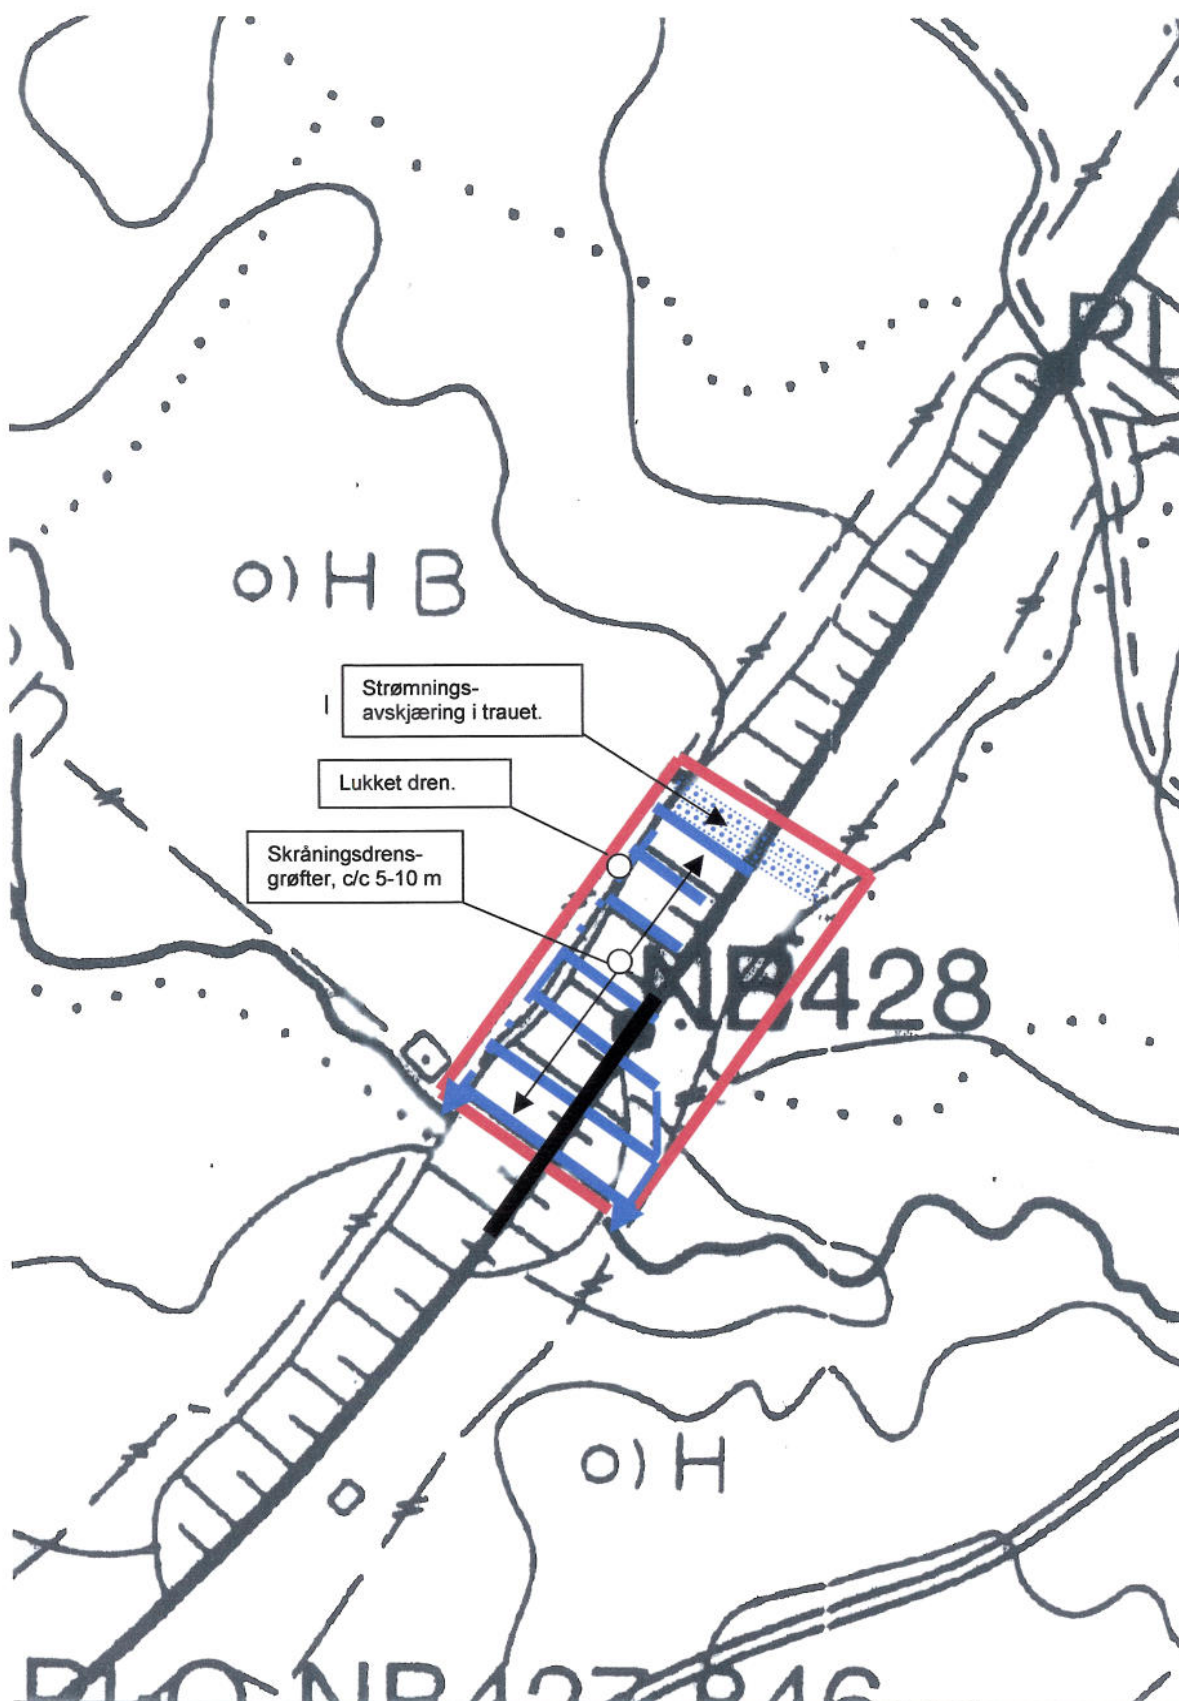 O) H B
Strømnings-
avskjæring i trauet.
Lukket dren.
Skråningsdrens-
grøfter, c/c 5-10 m
428
O) H